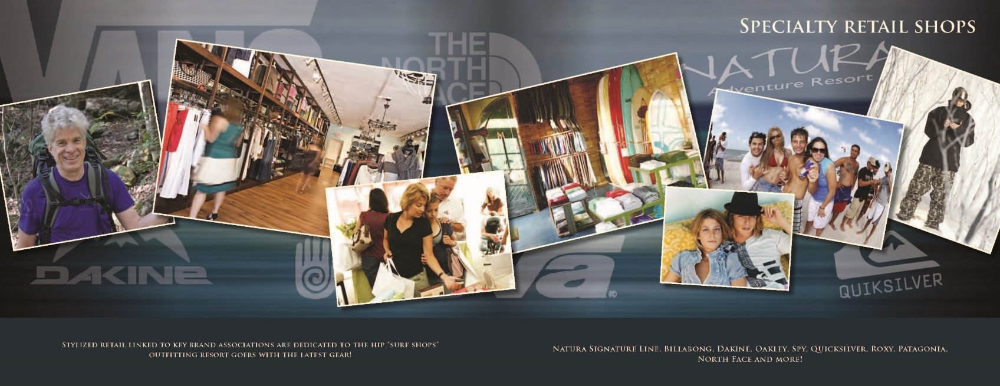 SPECIALTY RETAIL SHOPS
VANS
THE
NORTH
FACE
NATURA
Adventure Resort
DAKINE
QUIKSILVER
STYLIZED RETAIL LINKED TO KEY BRAND ASSOCIATIONS ARE DEDICATED TO THE HIP "SURF SHOPS"
OUTFITTING RESORT GOERS WITH THE LATEST GEAR!
NATURA SIGNATURE LINE, BILLABONG, DAKINE, OAKLEY, SPY, QUICKSILVER, ROXY, PATAGONIA,
NORTH FACE AND MORE!